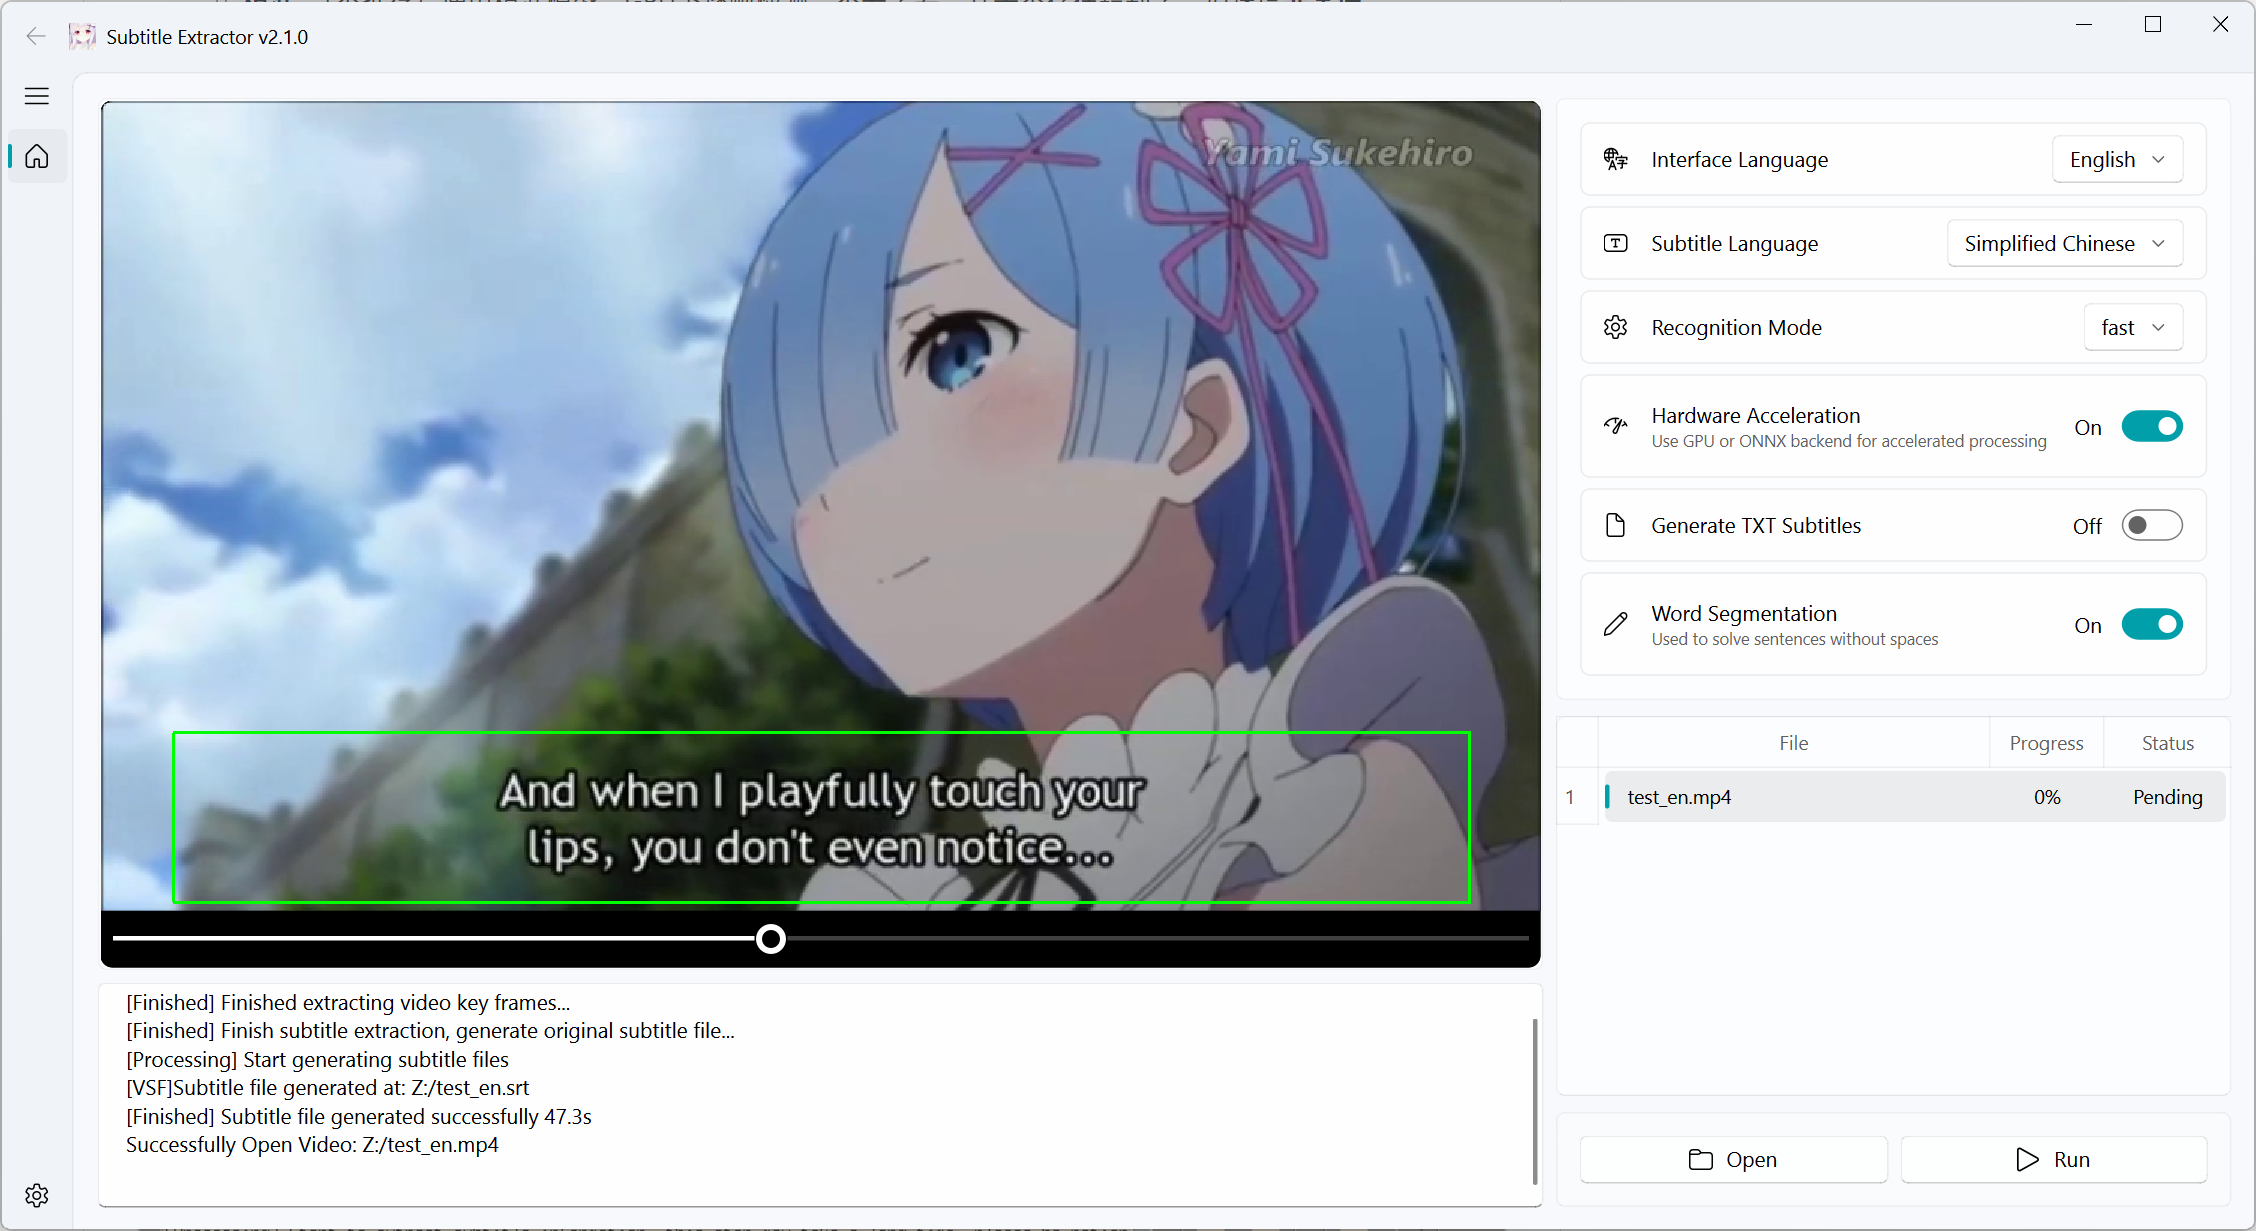 Subtitle Extractor v2.1.0
Yami Sukehiro
And when I playfully touch your
lips, you don't even notice...
[Finished] Finished extracting video key frames...
[Finished] Finish subtitle extraction, generate original subtitle file...
[Processing] Start generating subtitle files
[VSF]Subtitle file generated at: Z:/test_en.srt
[Finished] Subtitle file generated successfully 47.3s
Successfully Open Video: Z:/test_en.mp4
Interface Language English
Subtitle Language Simplified Chinese
Recognition Mode fast
Hardware Acceleration
Use GPU or ONNX backend for accelerated processing
On
Generate TXT Subtitles Off
Word Segmentation
Used to solve sentences without spaces
On
File Progress Status
1 test_en.mp4 0% Pending
Open Run